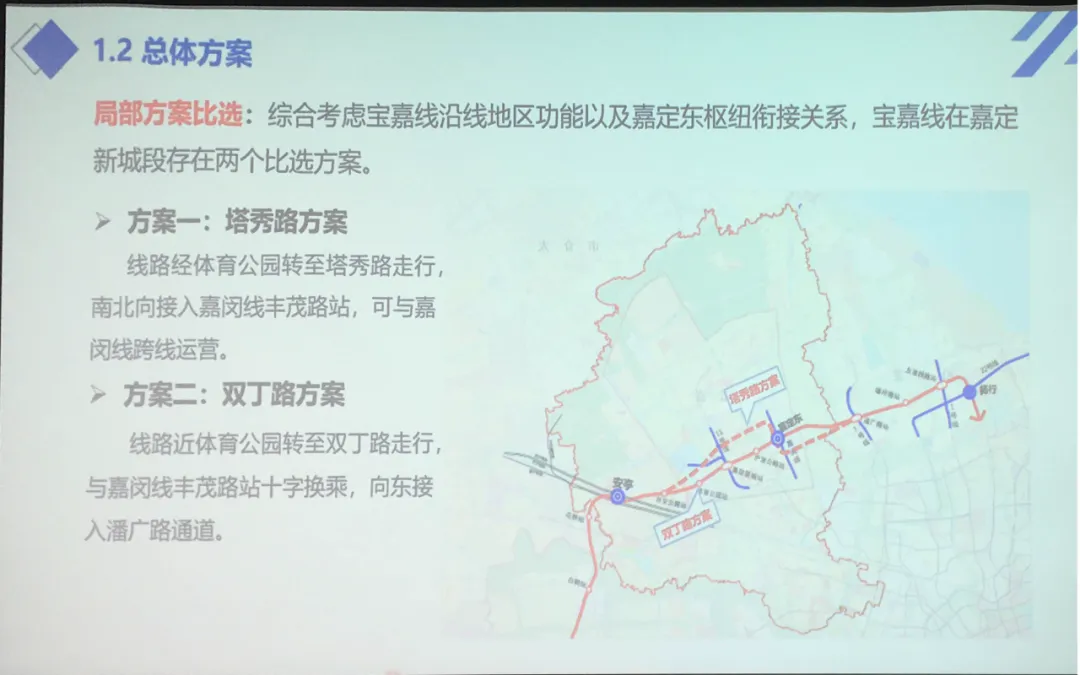 1.2 总体方案
局部方案比选：综合考虑宝嘉线沿线地区功能以及嘉定东枢纽衔接关系，宝嘉线在嘉定
新城段存在两个比选方案。
➢ 方案一：塔秀路方案
线路经体育公园转至塔秀路走行，
南北向接入嘉闵线丰茂路站，可与嘉
闵线跨线运营。
➢ 方案二：双丁路方案
线路近体育公园转至双丁路走行，
与嘉闵线丰茂路站十字换乘，向东接
入潘广路通道。
塔秀路方案
嘉定东
安亭
双丁路方案